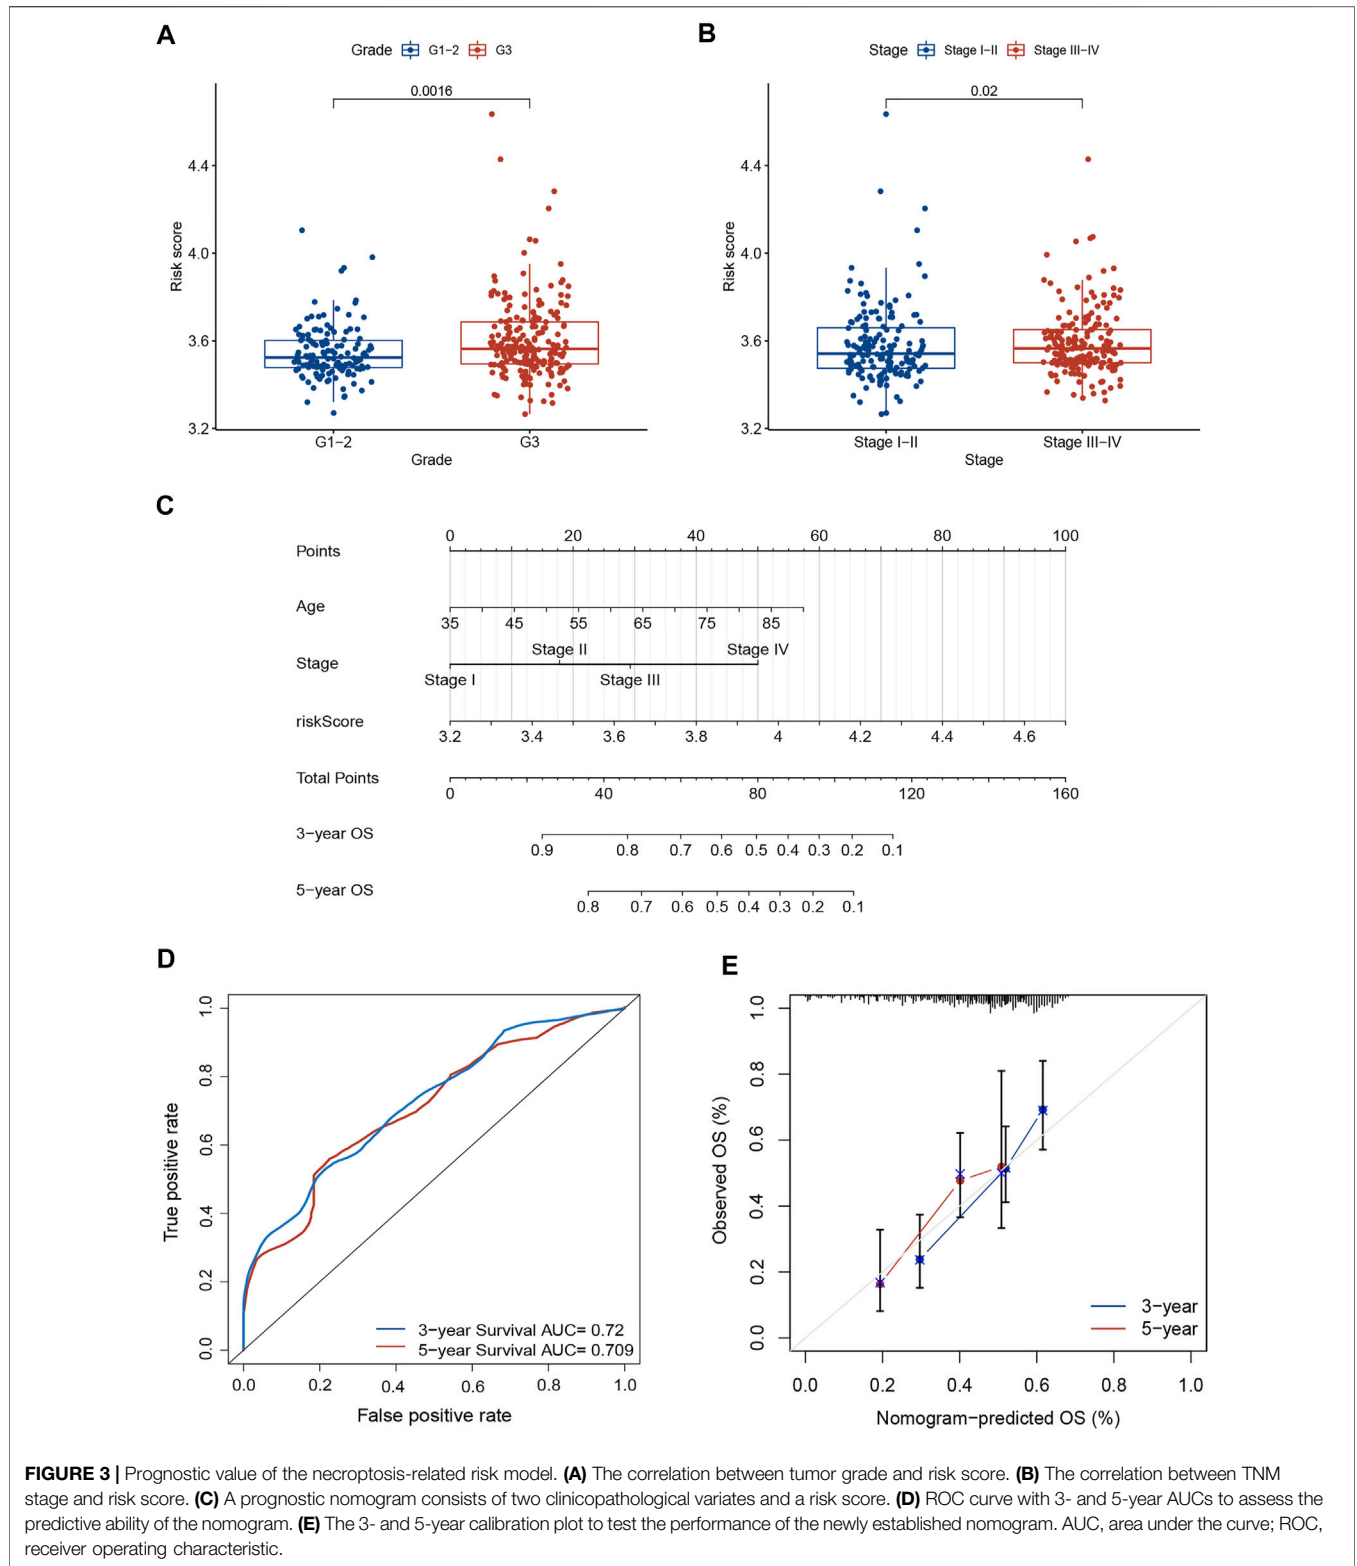 A
Grade G1−2 G3
0.0016
4.4
4.0
3.6
3.2
Risk score
G1−2 G3
Grade
B
Stage Stage I−II Stage III−IV
0.02
4.4
4.0
3.6
3.2
Risk score
Stage I−II Stage III−IV
Stage
C
Points
0 20 40 60 80 100
Age
35 45 55 65 75 85
Stage
Stage II Stage IV
Stage I Stage III
riskScore
3.2 3.4 3.6 3.8 4 4.2 4.4 4.6
Total Points
0 40 80 120 160
3−year OS
0.9 0.8 0.7 0.6 0.5 0.4 0.3 0.2 0.1
5−year OS
0.8 0.7 0.6 0.5 0.4 0.3 0.2 0.1
D
True positive rate
1.0
0.8
0.6
0.4
0.2
0.0
3−year Survival AUC= 0.72
5−year Survival AUC= 0.709
0.0 0.2 0.4 0.6 0.8 1.0
False positive rate
E
Observed OS (%)
1.0
0.8
0.6
0.4
0.2
0.0
3−year
5−year
0.0 0.2 0.4 0.6 0.8 1.0
Nomogram−predicted OS (%)
FIGURE 3 | Prognostic value of the necroptosis-related risk model. (A) The correlation between tumor grade and risk score. (B) The correlation between TNM
stage and risk score. (C) A prognostic nomogram consists of two clinicopathological variates and a risk score. (D) ROC curve with 3- and 5-year AUCs to assess the
predictive ability of the nomogram. (E) The 3- and 5-year calibration plot to test the performance of the newly established nomogram. AUC, area under the curve; ROC,
receiver operating characteristic.